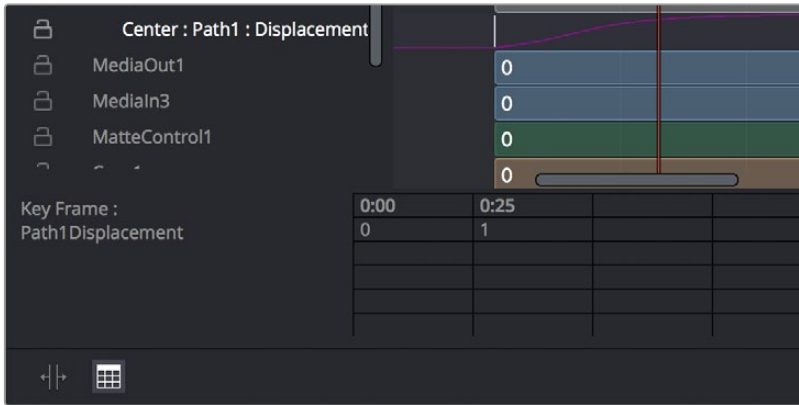 Center : Path1 : Displacement
MediaOut1
0
MediaIn3
0
MatteControl1
0
0
Key Frame : 0:00 0:25
Path1Displacement 0 1